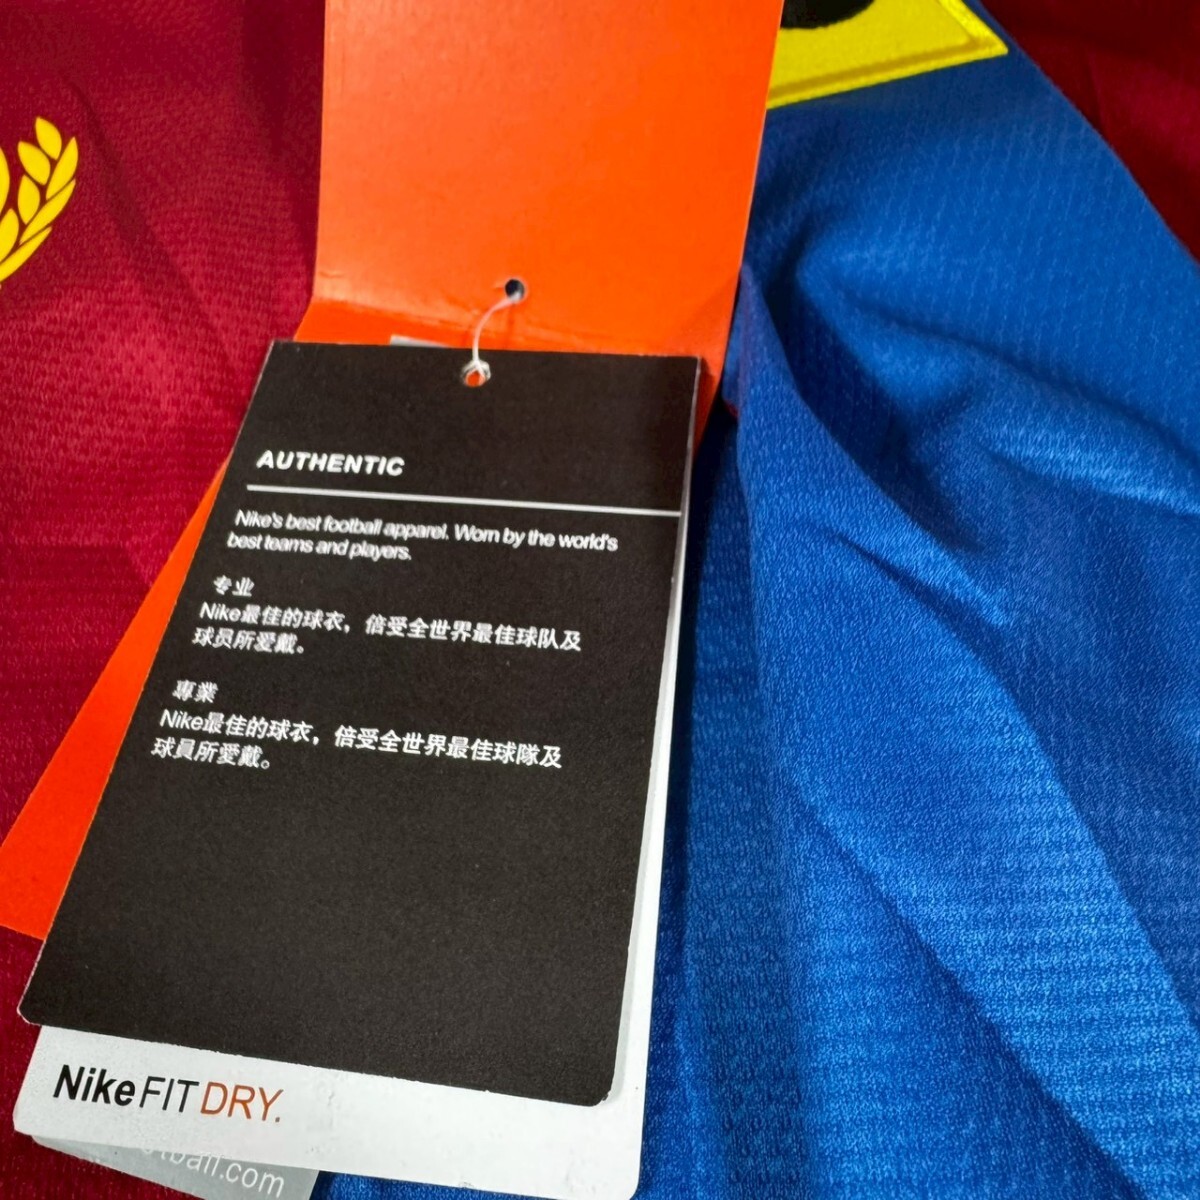 AUTHENTIC
Nike's best football apparel. Worn by the world's
best teams and players.
专业
Nike最佳的球衣，倍受全世界最佳球队及
球员所爱戴。
專業
Nike最佳的球衣，倍受全世界最佳球隊及
球員所愛戴。
NikeFIT DRY.